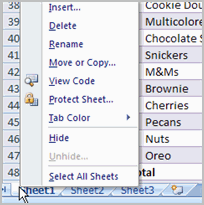 Insert...
38 Cookie Dou
Delete
39 Multicolore
Rename
40 Chocolate S
41 Snickers
Move or Copy...
42 M&Ms
View Code
43 Brownie
Protect Sheet...
44 Cherries
Tab Color
45 Pecans
Hide
46 Nuts
Unhide...
47 Oreo
Select All Sheets
48 otal
Sheet1 Sheet2 Sheet3